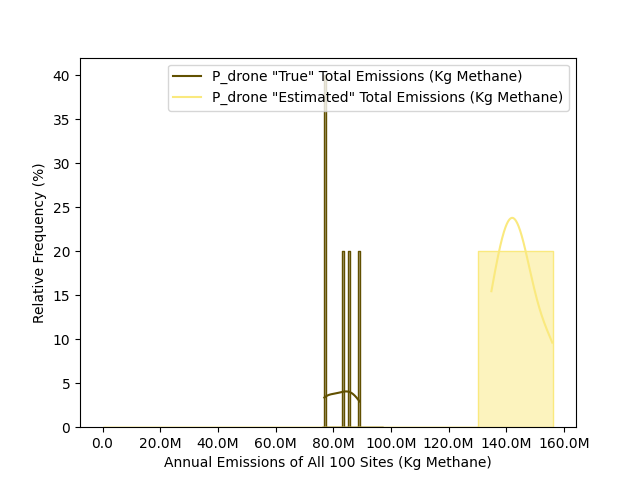 P_drone "True" Total Emissions (Kg Methane)
P_drone "Estimated" Total Emissions (Kg Methane)
40
35
30
25
20
15
10
5
0
Relative Frequency (%)
0.0 20.0M 40.0M 60.0M 80.0M 100.0M 120.0M 140.0M 160.0M
Annual Emissions of All 100 Sites (Kg Methane)